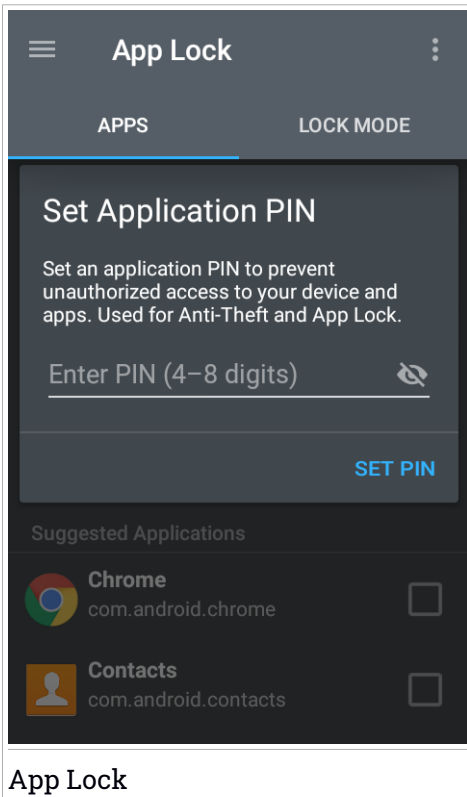 App Lock
APPS
LOCK MODE
Set Application PIN
Set an application PIN to prevent
unauthorized access to your device and
apps. Used for Anti-Theft and App Lock.
Enter PIN (4–8 digits)
SET PIN
Suggested Applications
Chrome
com.android.chrome
Contacts
com.android.contacts
App Lock